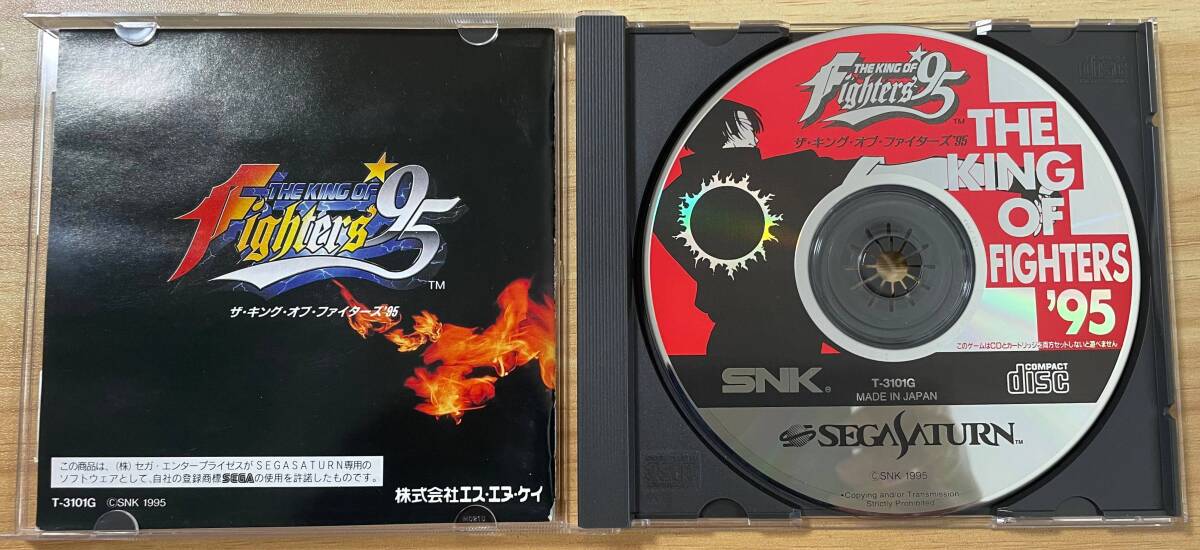 THE KING OF
Fighters'95
TM
ザ・キング・オブ・ファイターズ'95
この商品は、(株)セガ・エンタープライゼスがSEGASATURN専用の
ソフトウェアとして、自社の登録商標SEGAの使用を許諾したものです。
T-3101G ©SNK 1995
株式会社エス・エヌ・ケイ
THE KING OF
Fighters'95
TM
ザ・キング・オブ・ファイターズ'95
THE
KING
OF
FIGHTERS
'95
このゲームはCDとカートリッジを両方セットしないと遊べません
SNK®
T-3101G
MADE IN JAPAN
COMPACT
disc
SEGA SATURN™
©SNK 1995
•Copying and/or Transmission
Strictly Prohibited